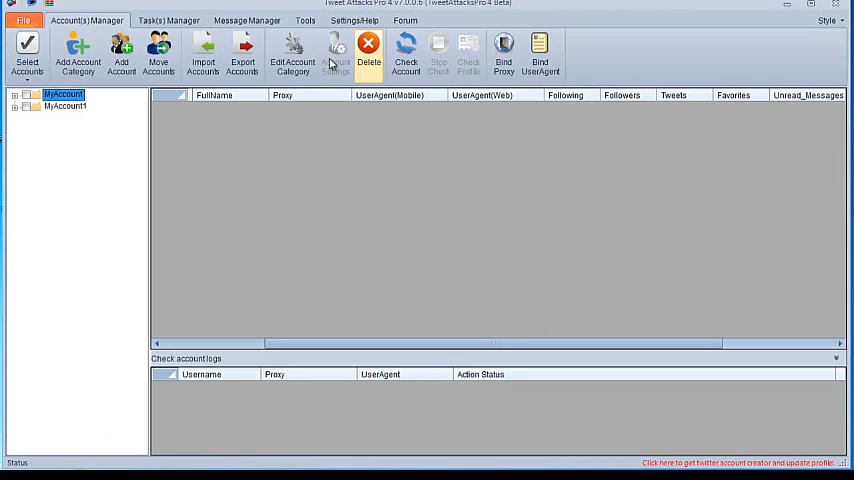 Tweet Attacks Pro 4 v7.0.0.6 (TweetAttacksPro 4 Beta)
File Account(s)Manager Task(s)Manager Message Manager Tools Settings/Help Forum Style
Select Accounts
Add Account Category
Add Account
Move Accounts
Import Accounts
Export Accounts
Edit Account Category
Account Settings
Delete
Check Account
Stop Check
Check Profile
Bind Proxy
Bind UserAgent
MyAccount
MyAccount1
FullName Proxy UserAgent(Mobile) UserAgent(Web) Following Followers Tweets Favorites Unread_Messages
Check account logs
Username Proxy UserAgent Action Status
Status
Click here to get twitter account creator and update profile!